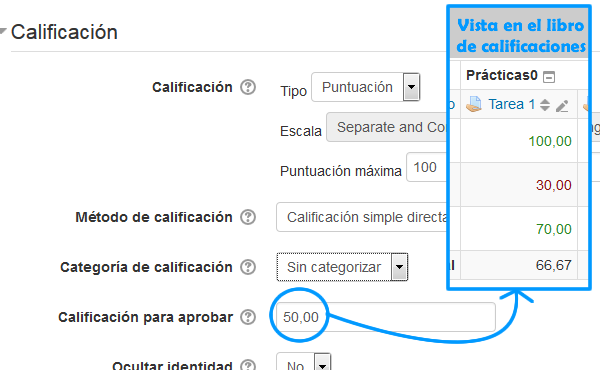 Calificación
Calificación
Tipo Puntuación
Escala Separate and Co
Puntuación máxima 100
Método de calificación
Calificación simple directa
Categoría de calificación
Sin categorizar
Calificación para aprobar
50,00
Ocultar identidad
No
Vista en el libro
de calificaciones
Prácticas0
Tarea 1
100,00
30,00
70,00
66,67